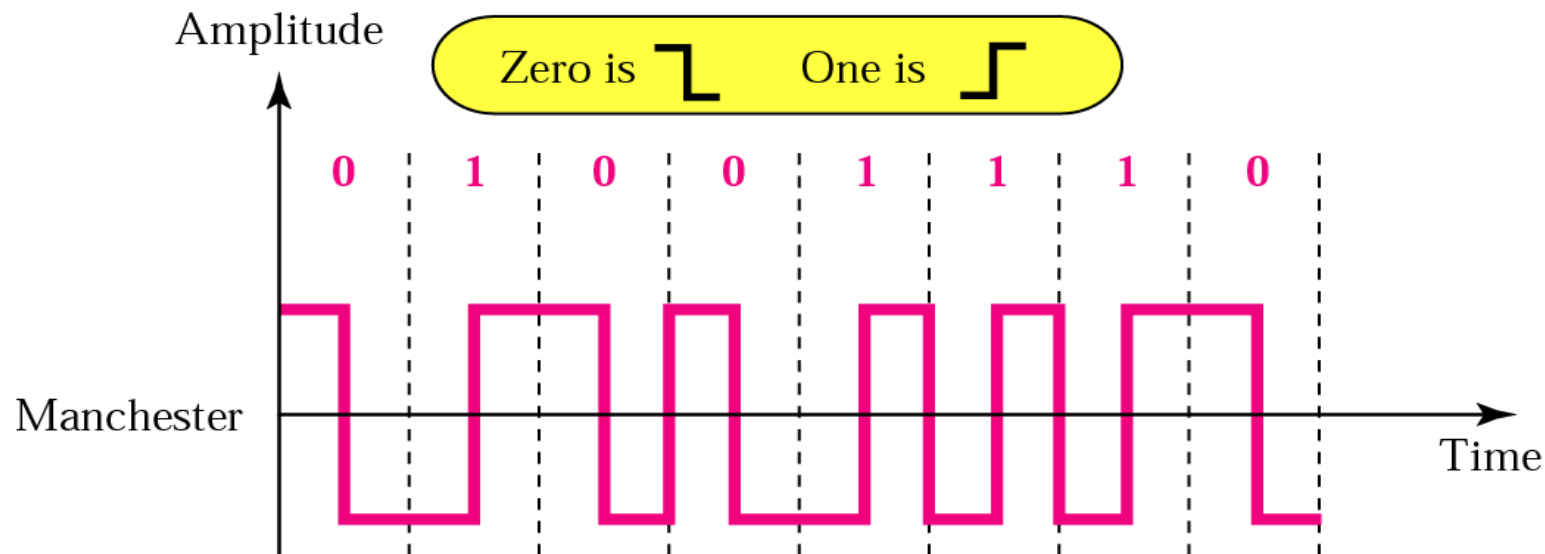 Amplitude
Zero is One is
0 1 0 0 1 1 1 0
Manchester
Time